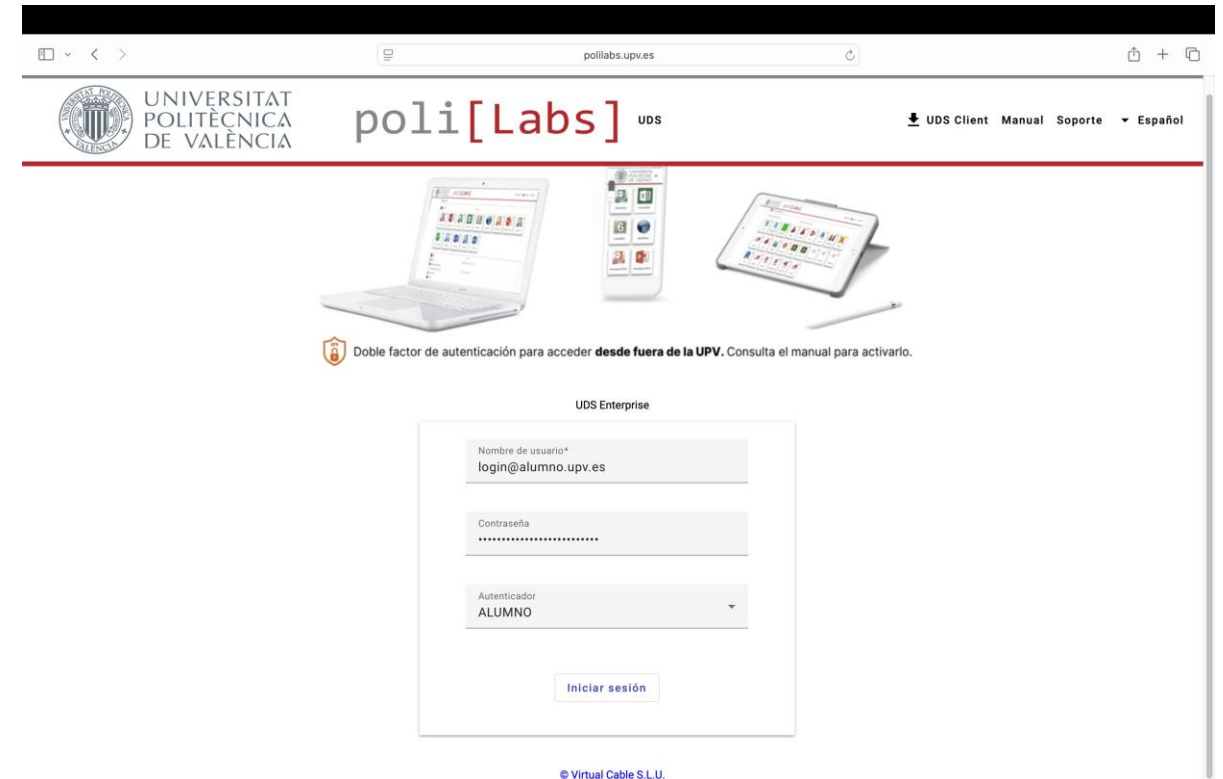 polilabs.upv.es
UNIVERSITAT
POLITÈCNICA
DE VALÈNCIA
poli[Labs] UDS
UDS Client Manual Soporte Español
Doble factor de autenticación para acceder desde fuera de la UPV. Consulta el manual para activarlo.
UDS Enterprise
Nombre de usuario*
login@alumno.upv.es
Contraseña
••••••••••••••••••••••••••
Autenticador
ALUMNO
Iniciar sesión
© Virtual Cable S.L.U.